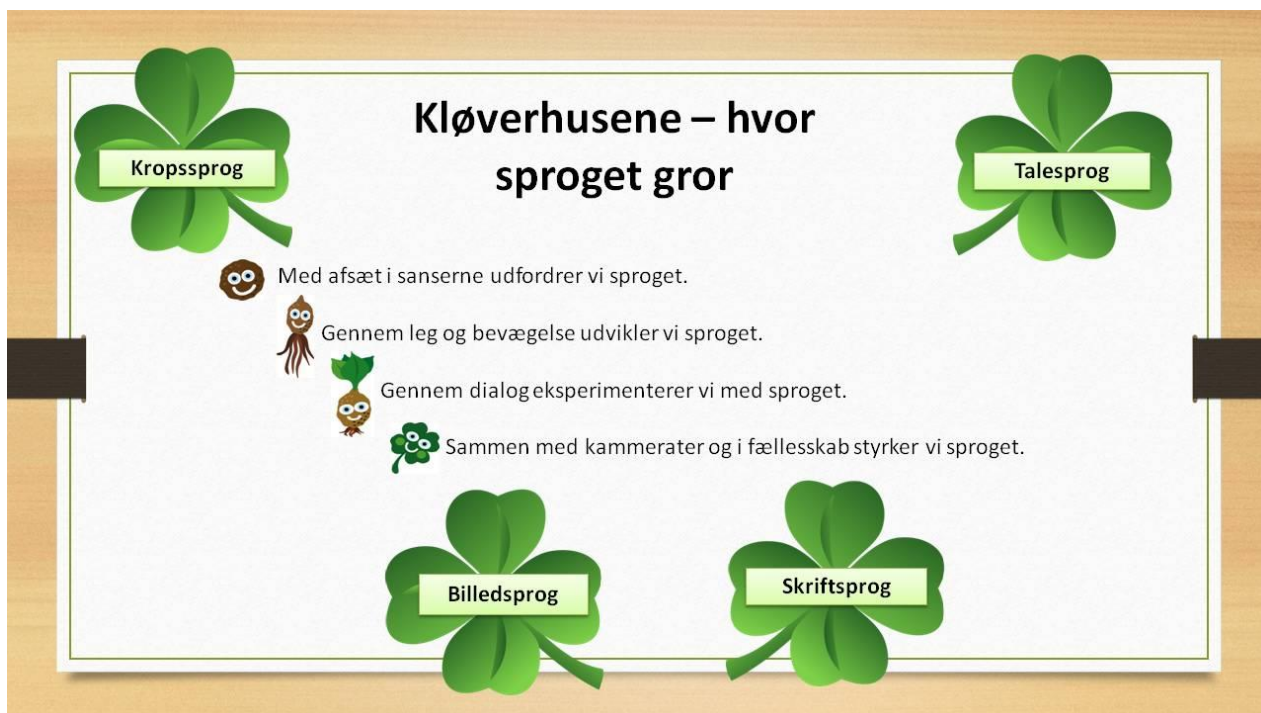 Kløverhusene – hvor
sproget gror
Kropssprog
Talesprog
Med afsæt i sanserne udfordrer vi sproget.
Gennem leg og bevægelse udvikler vi sproget.
Gennem dialog eksperimenterer vi med sproget.
Sammen med kammerater og i fællesskab styrker vi sproget.
Billedsprog
Skriftsprog